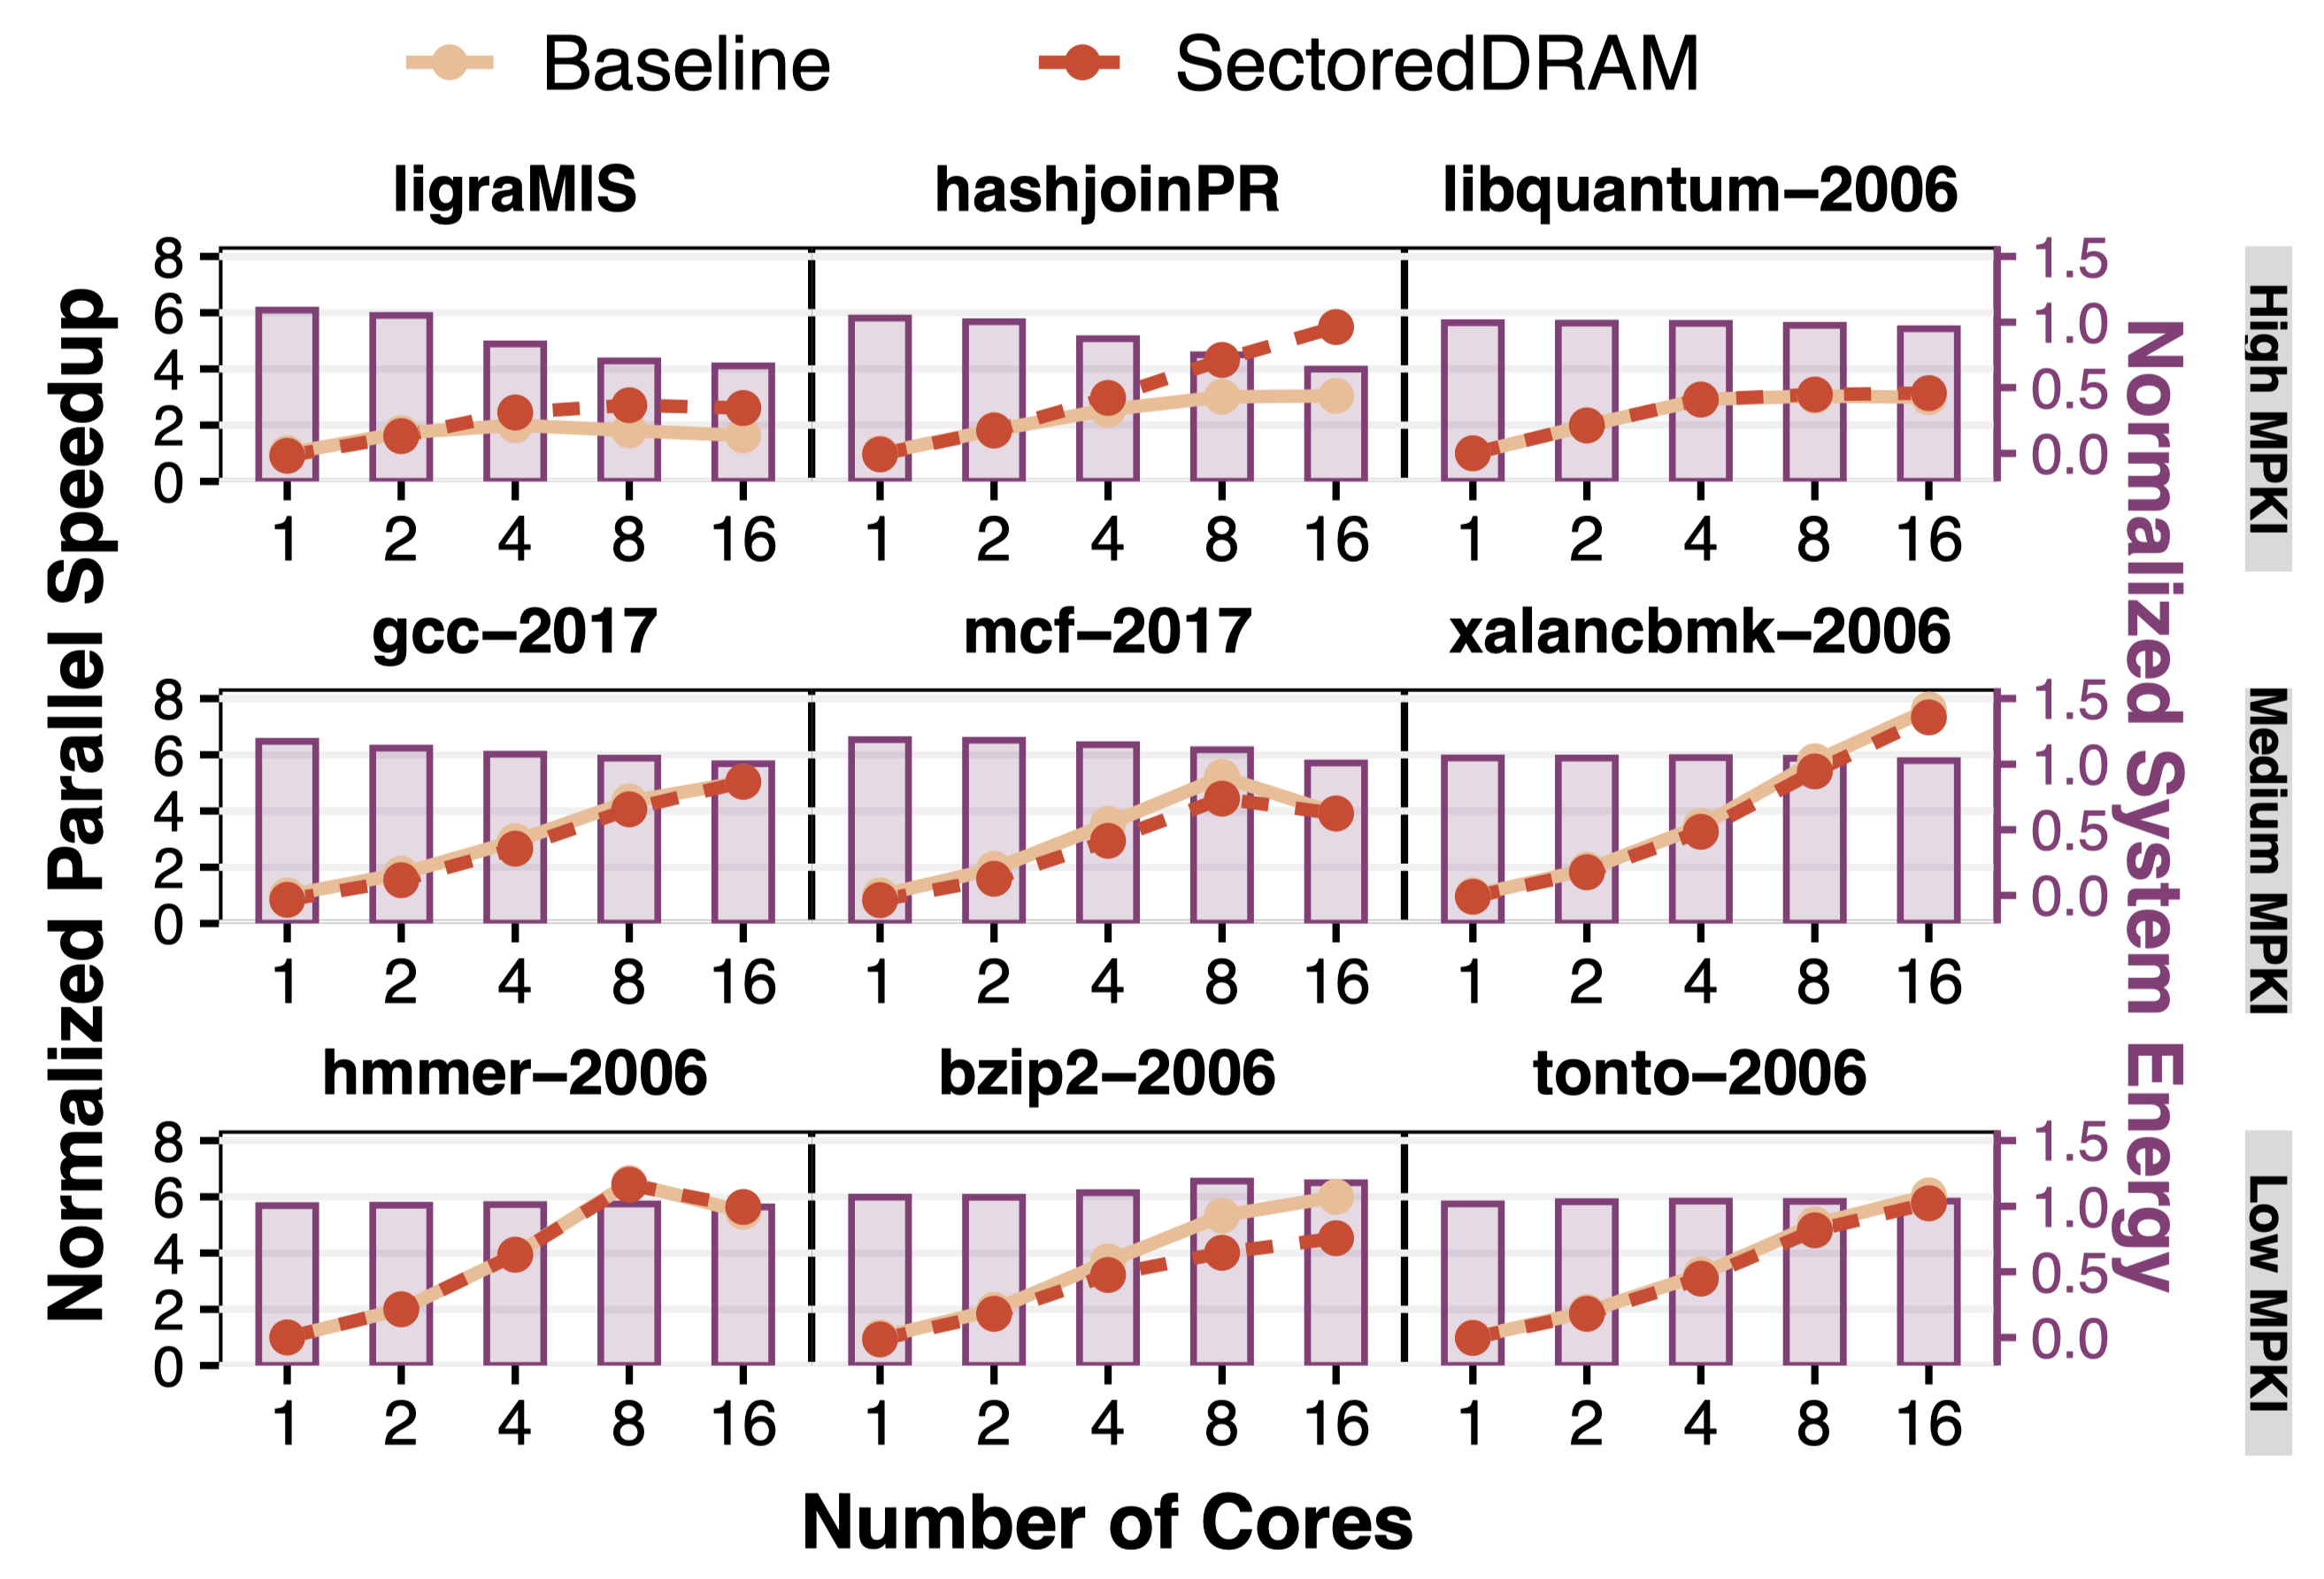 Baseline SectoredDRAM
ligraMIS hashjoinPR libquantum−2006
8 6 4 2 0
1.5 1.0 0.5 0.0
High MPKI
1 2 4 8 16 1 2 4 8 16 1 2 4 8 16
gcc−2017 mcf−2017 xalancbmk−2006
8 6 4 2 0
1.5 1.0 0.5 0.0
Medium MPKI
1 2 4 8 16 1 2 4 8 16 1 2 4 8 16
hmmer−2006 bzip2−2006 tonto−2006
8 6 4 2 0
1.5 1.0 0.5 0.0
Low MPKI
1 2 4 8 16 1 2 4 8 16 1 2 4 8 16
Normalized Parallel Speedup
Normalized System Energy
Number of Cores